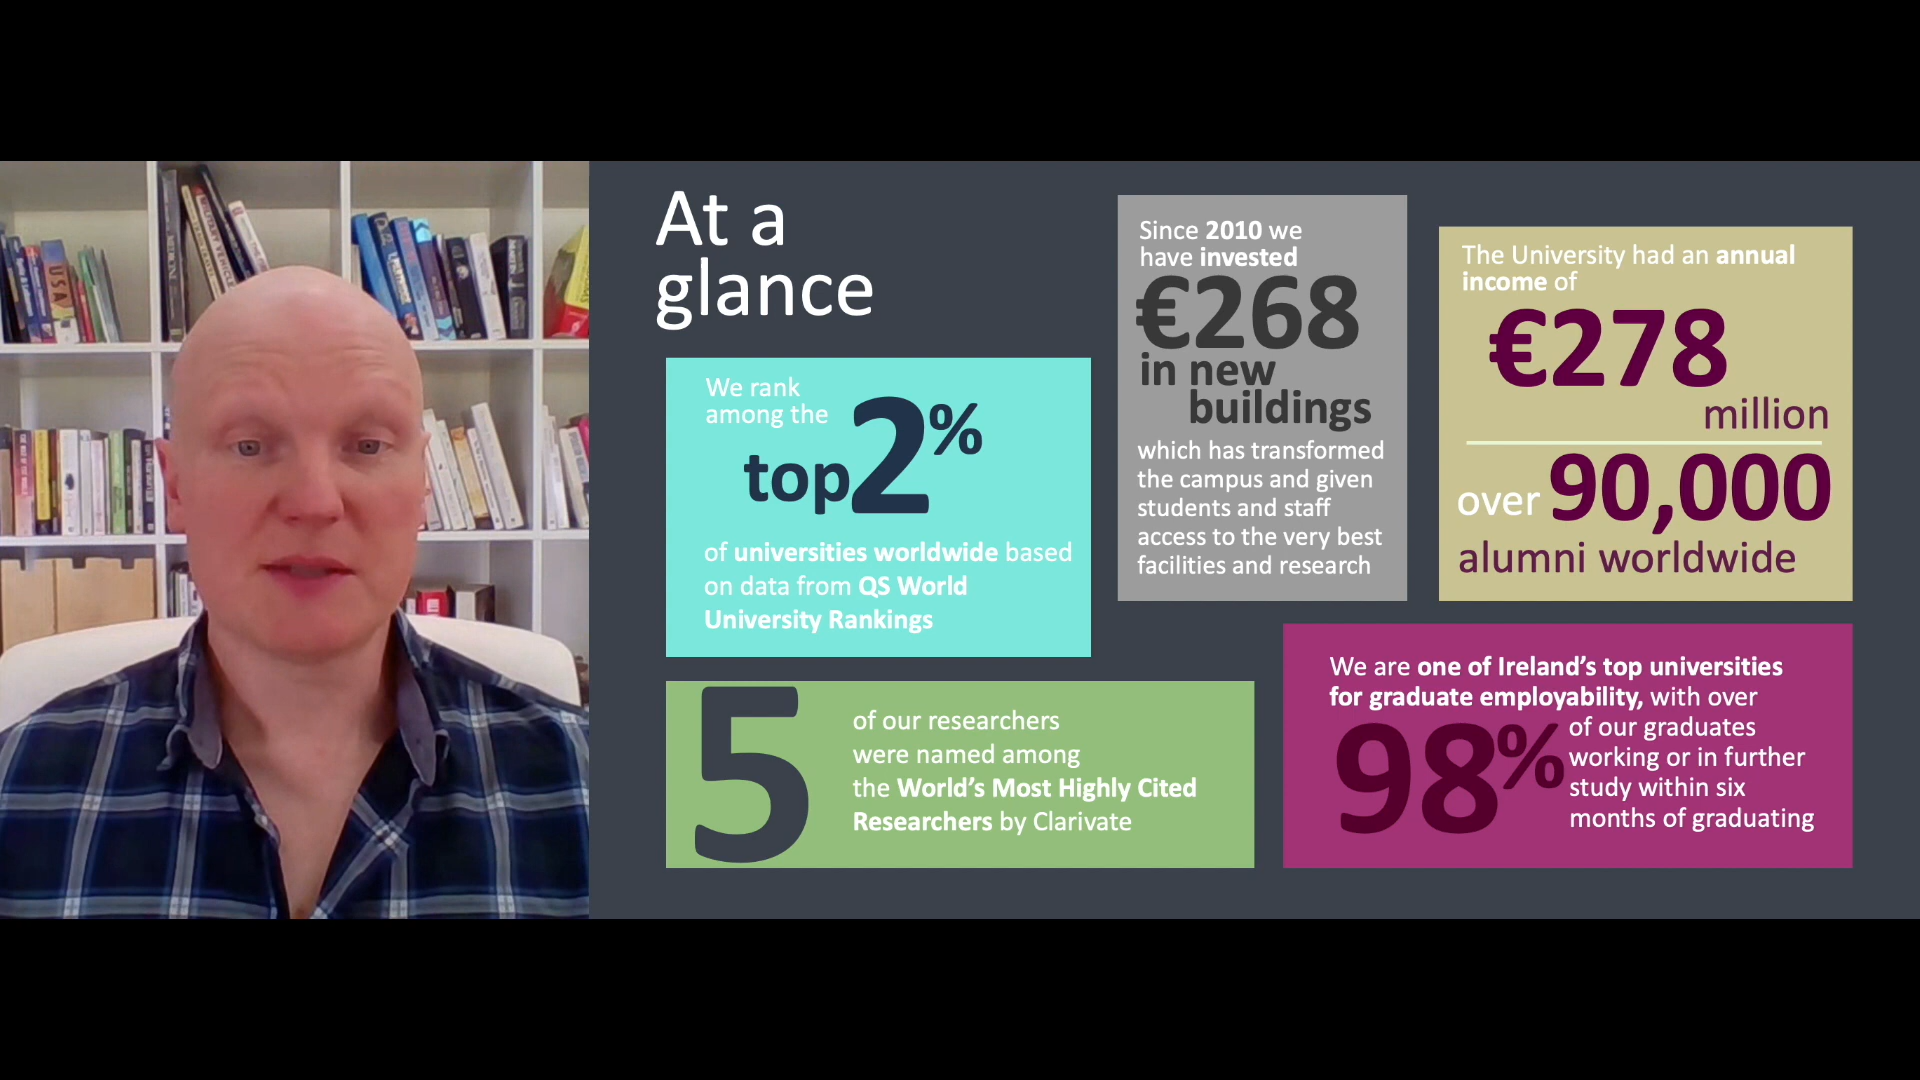 At a
glance
We rank
among the
top 2%
of universities worldwide based
on data from QS World
University Rankings
Since 2010 we
have invested
€268
in new
buildings
which has transformed
the campus and given
students and staff
access to the very best
facilities and research
The University had an annual
income of
€278
million
over 90,000
alumni worldwide
5
of our researchers
were named among
the World's Most Highly Cited
Researchers by Clarivate
We are one of Ireland's top universities
for graduate employability, with over
98%
of our graduates
working or in further
study within six
months of graduating
USA